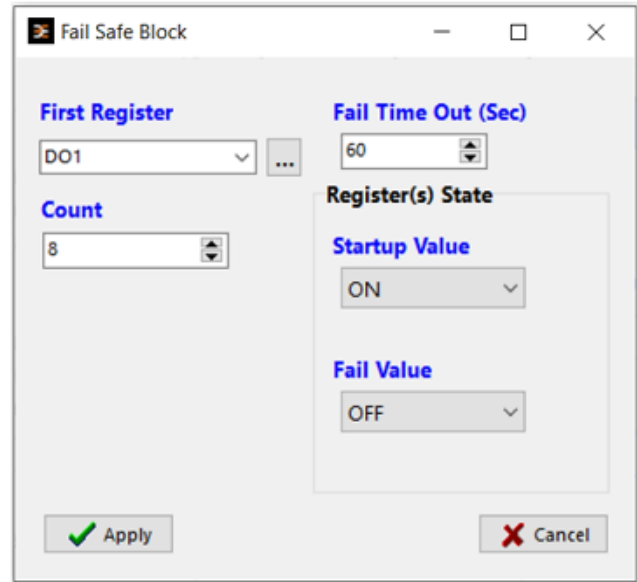 Fail Safe Block
First Register
DO1
...
Count
8
Fail Time Out (Sec)
60
Register(s) State
Startup Value
ON
Fail Value
OFF
Apply
Cancel